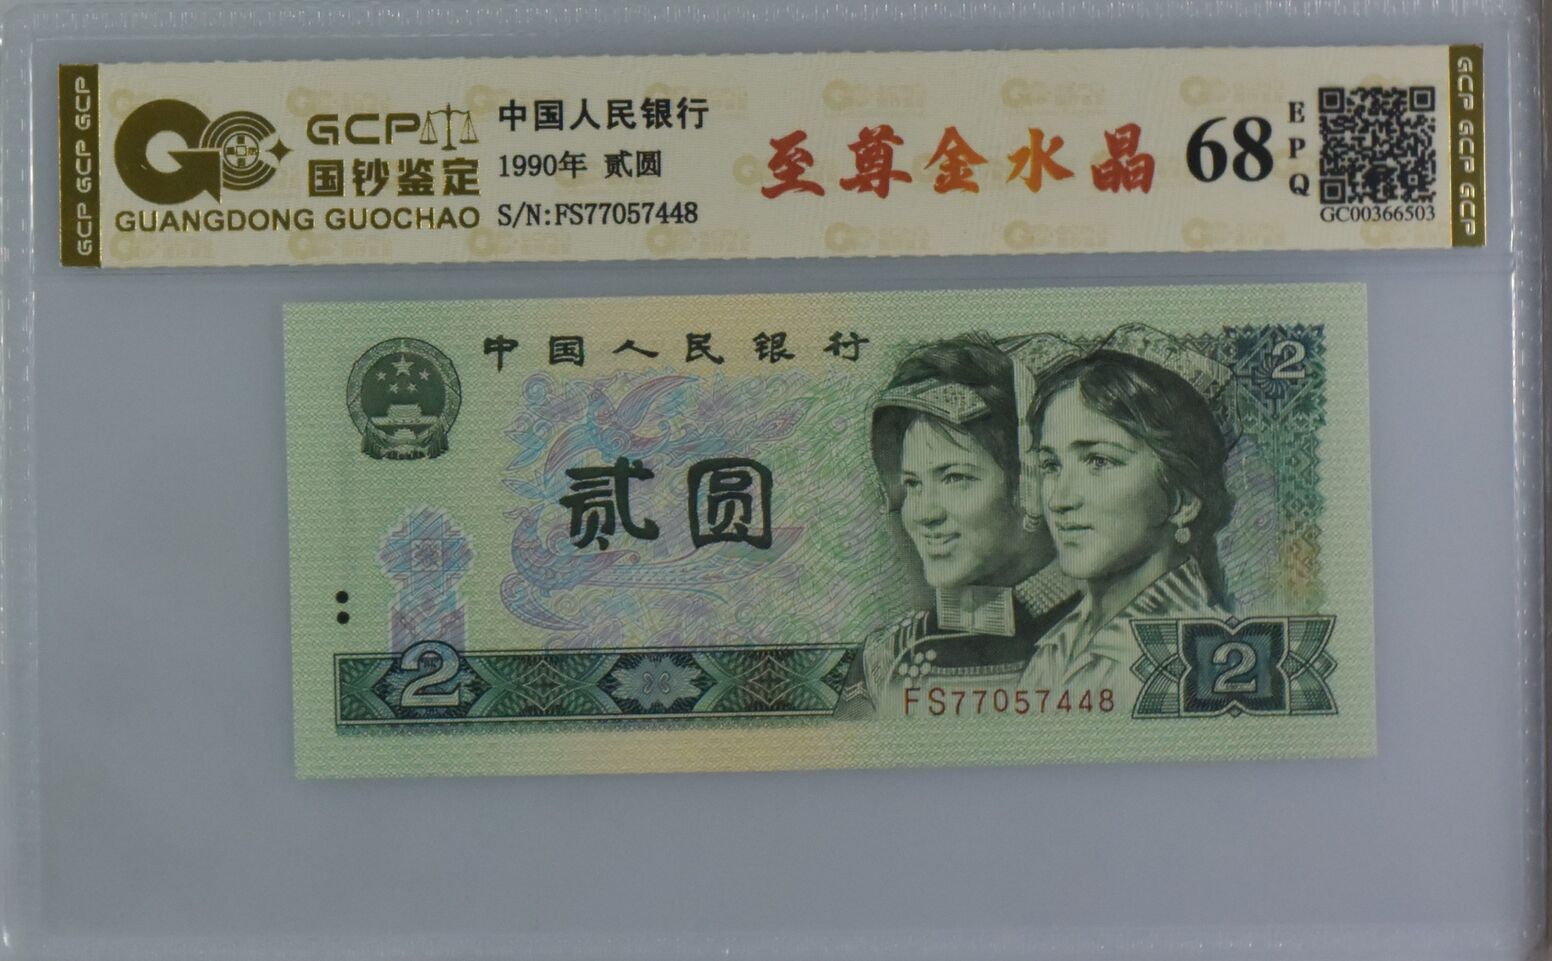 GCP GCP
GCP
国钞鉴定
GUANGDONG GUOCHAO
中国人民银行
1990年 贰圆
S/N:FS77057448
至尊金水晶
68
EPQ
GC00366503
GCP GCP GCP
中国人民银行
2
贰圆
2
FS77057448
2